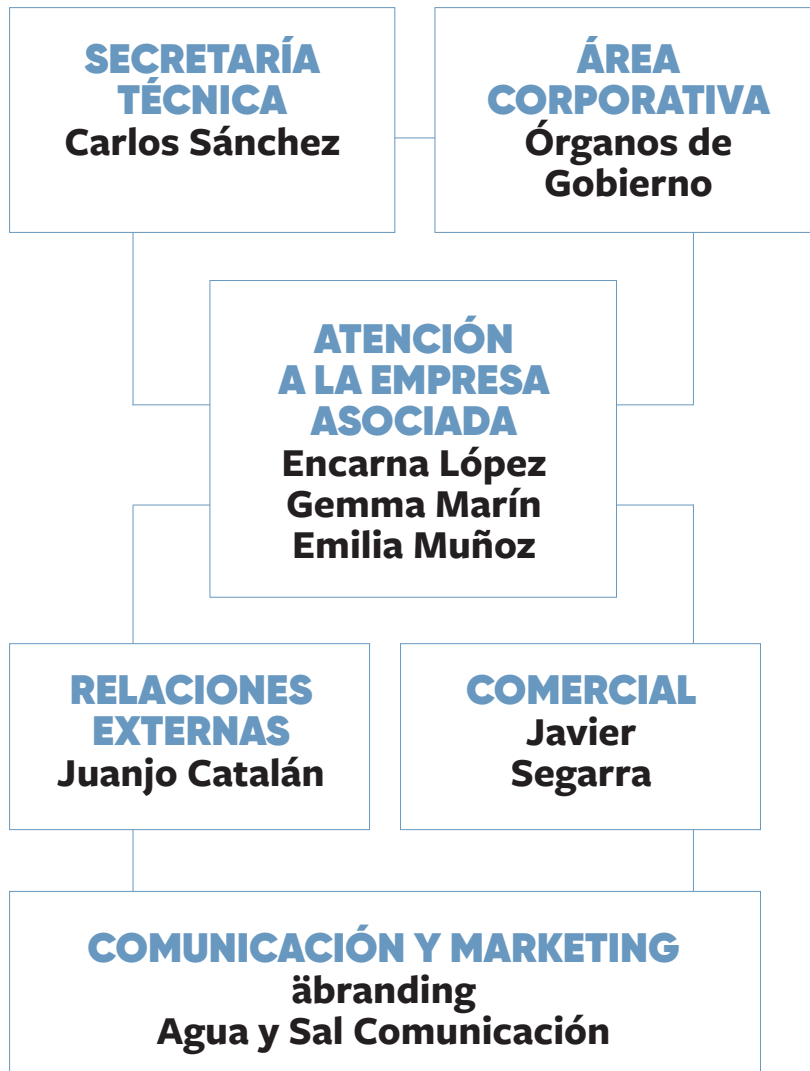 SECRETARÍA
TÉCNICA
Carlos Sánchez
ÁREA
CORPORATIVA
Órganos de
Gobierno
ATENCIÓN
A LA EMPRESA
ASOCIADA
Encarna López
Gemma Marín
Emilia Muñoz
RELACIONES
EXTERNAS
Juanjo Catalán
COMERCIAL
Javier
Segarra
COMUNICACIÓN Y MARKETING
äbranding
Agua y Sal Comunicación